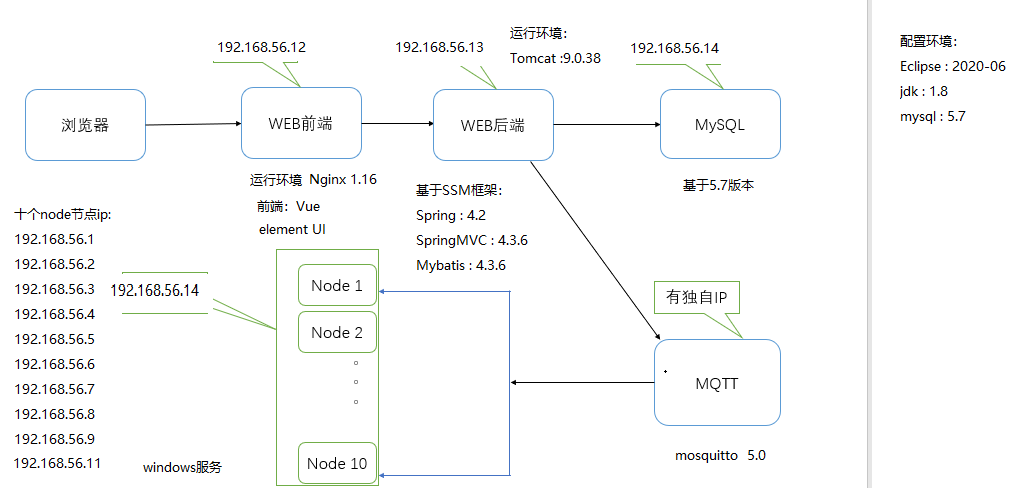 192.168.56.12
192.168.56.13
运行环境：
Tomcat :9.0.38
192.168.56.14
配置环境：
Eclipse : 2020-06
jdk : 1.8
mysql : 5.7
浏览器
WEB前端
WEB后端
MySQL
运行环境 Nginx 1.16
前端：Vue
element UI
基于SSM框架：
Spring : 4.2
SpringMVC : 4.3.6
Mybatis : 4.3.6
基于5.7版本
十个node节点ip:
192.168.56.1
192.168.56.2
192.168.56.3
192.168.56.4
192.168.56.5
192.168.56.6
192.168.56.7
192.168.56.8
192.168.56.9
192.168.56.11
192.168.56.14
Node 1
Node 2
Node 10
windows服务
有独自IP
MQTT
mosquitto 5.0